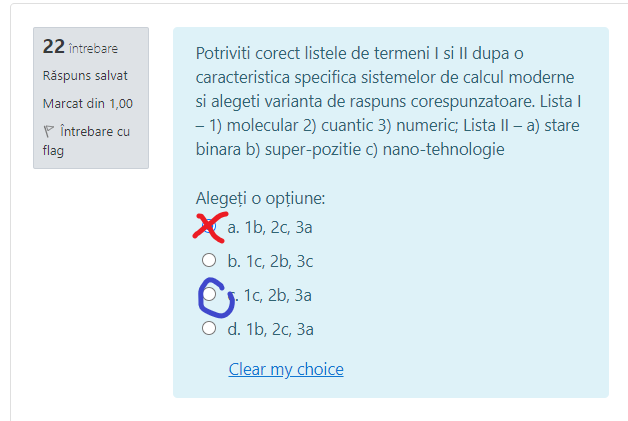 22 întrebare
Răspuns salvat
Marcat din 1,00
Întrebare cu
flag
Potriviti corect listele de termeni I si II dupa o
caracteristica specifica sistemelor de calcul moderne
si alegeti varianta de raspuns corespunzatoare. Lista I
– 1) molecular 2) cuantic 3) numeric; Lista II – a) stare
binara b) super-pozitie c) nano-tehnologie
Alegeți o opțiune:
a. 1b, 2c, 3a
b. 1c, 2b, 3c
c. 1c, 2b, 3a
d. 1b, 2c, 3a
Clear my choice